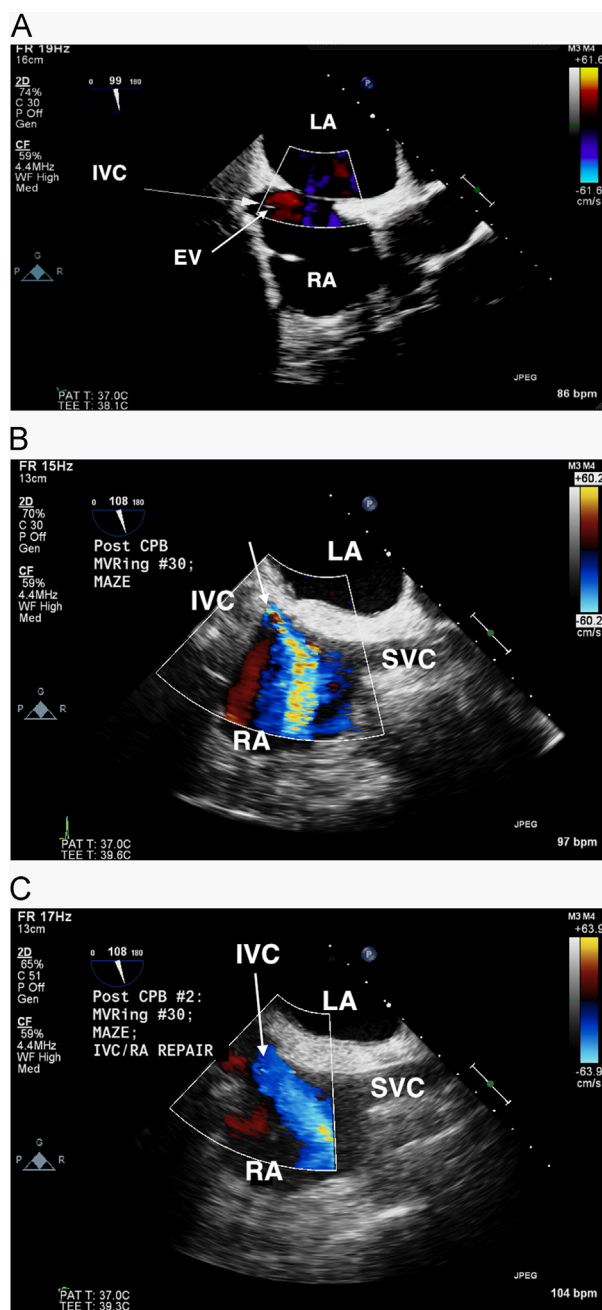 A
FR 19Hz
16cm
M3 M4
+61.6
2D
74%
C 30
P Off
Gen
0 99 180
P
CF
59%
4.4MHz
WF High
Med
LA
IVC
-61.6
cm/s
EV
RA
G
P R
JPEG
PAT T: 37.0C
TEE T: 38.1C
86 bpm
B
FR 15Hz
13cm
M3 M4
+60.2
2D
70%
C 30
P Off
Gen
0 108 180
P
Post CPB
MVRing #30;
MAZE
CF
59%
4.4MHz
WF High
Med
LA
IVC
-60.2
cm/s
SVC
G
P R
RA
JPEG
PAT T: 37.0C
TEE T: 39.6C
97 bpm
C
FR 17Hz
13cm
M3 M4
+63.9
2D
65%
C 51
P Off
Gen
0 108 180
IVC
P
Post CPB #2:
MVRing #30;
MAZE;
IVC/RA REPAIR
CF
59%
4.4MHz
WF High
Med
LA
-63.9
cm/s
SVC
G
P R
RA
JPEG
PAT T: 37.0C
TEE T: 39.3C
104 bpm